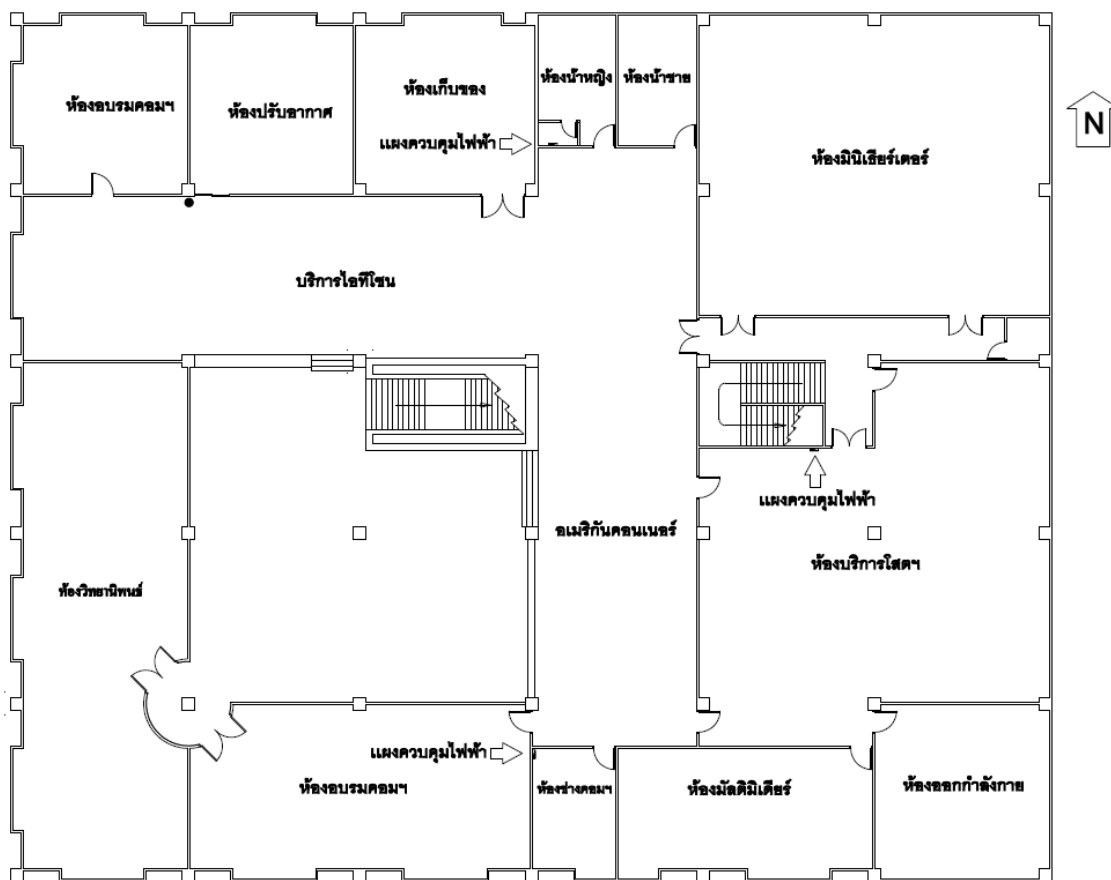 ห้องน้ำหญิง
ห้องน้ำชาย
ห้องอบรมคอมฯ
ห้องปรับอากาศ
ห้องเก็บของ
แผงควบคุมไฟฟ้า
ห้องมินิเธียร์เตอร์
N
บริการไอทีโซน
แผงควบคุมไฟฟ้า
อเมริกันคอนเนอร์
ห้องบริการโสตฯ
ห้องวิทยานิพนธ์
แผงควบคุมไฟฟ้า
ห้องอบรมคอมฯ
ห้องช่างคอมฯ
ห้องมัลติมิเดียร์
ห้องออกกำลังกาย